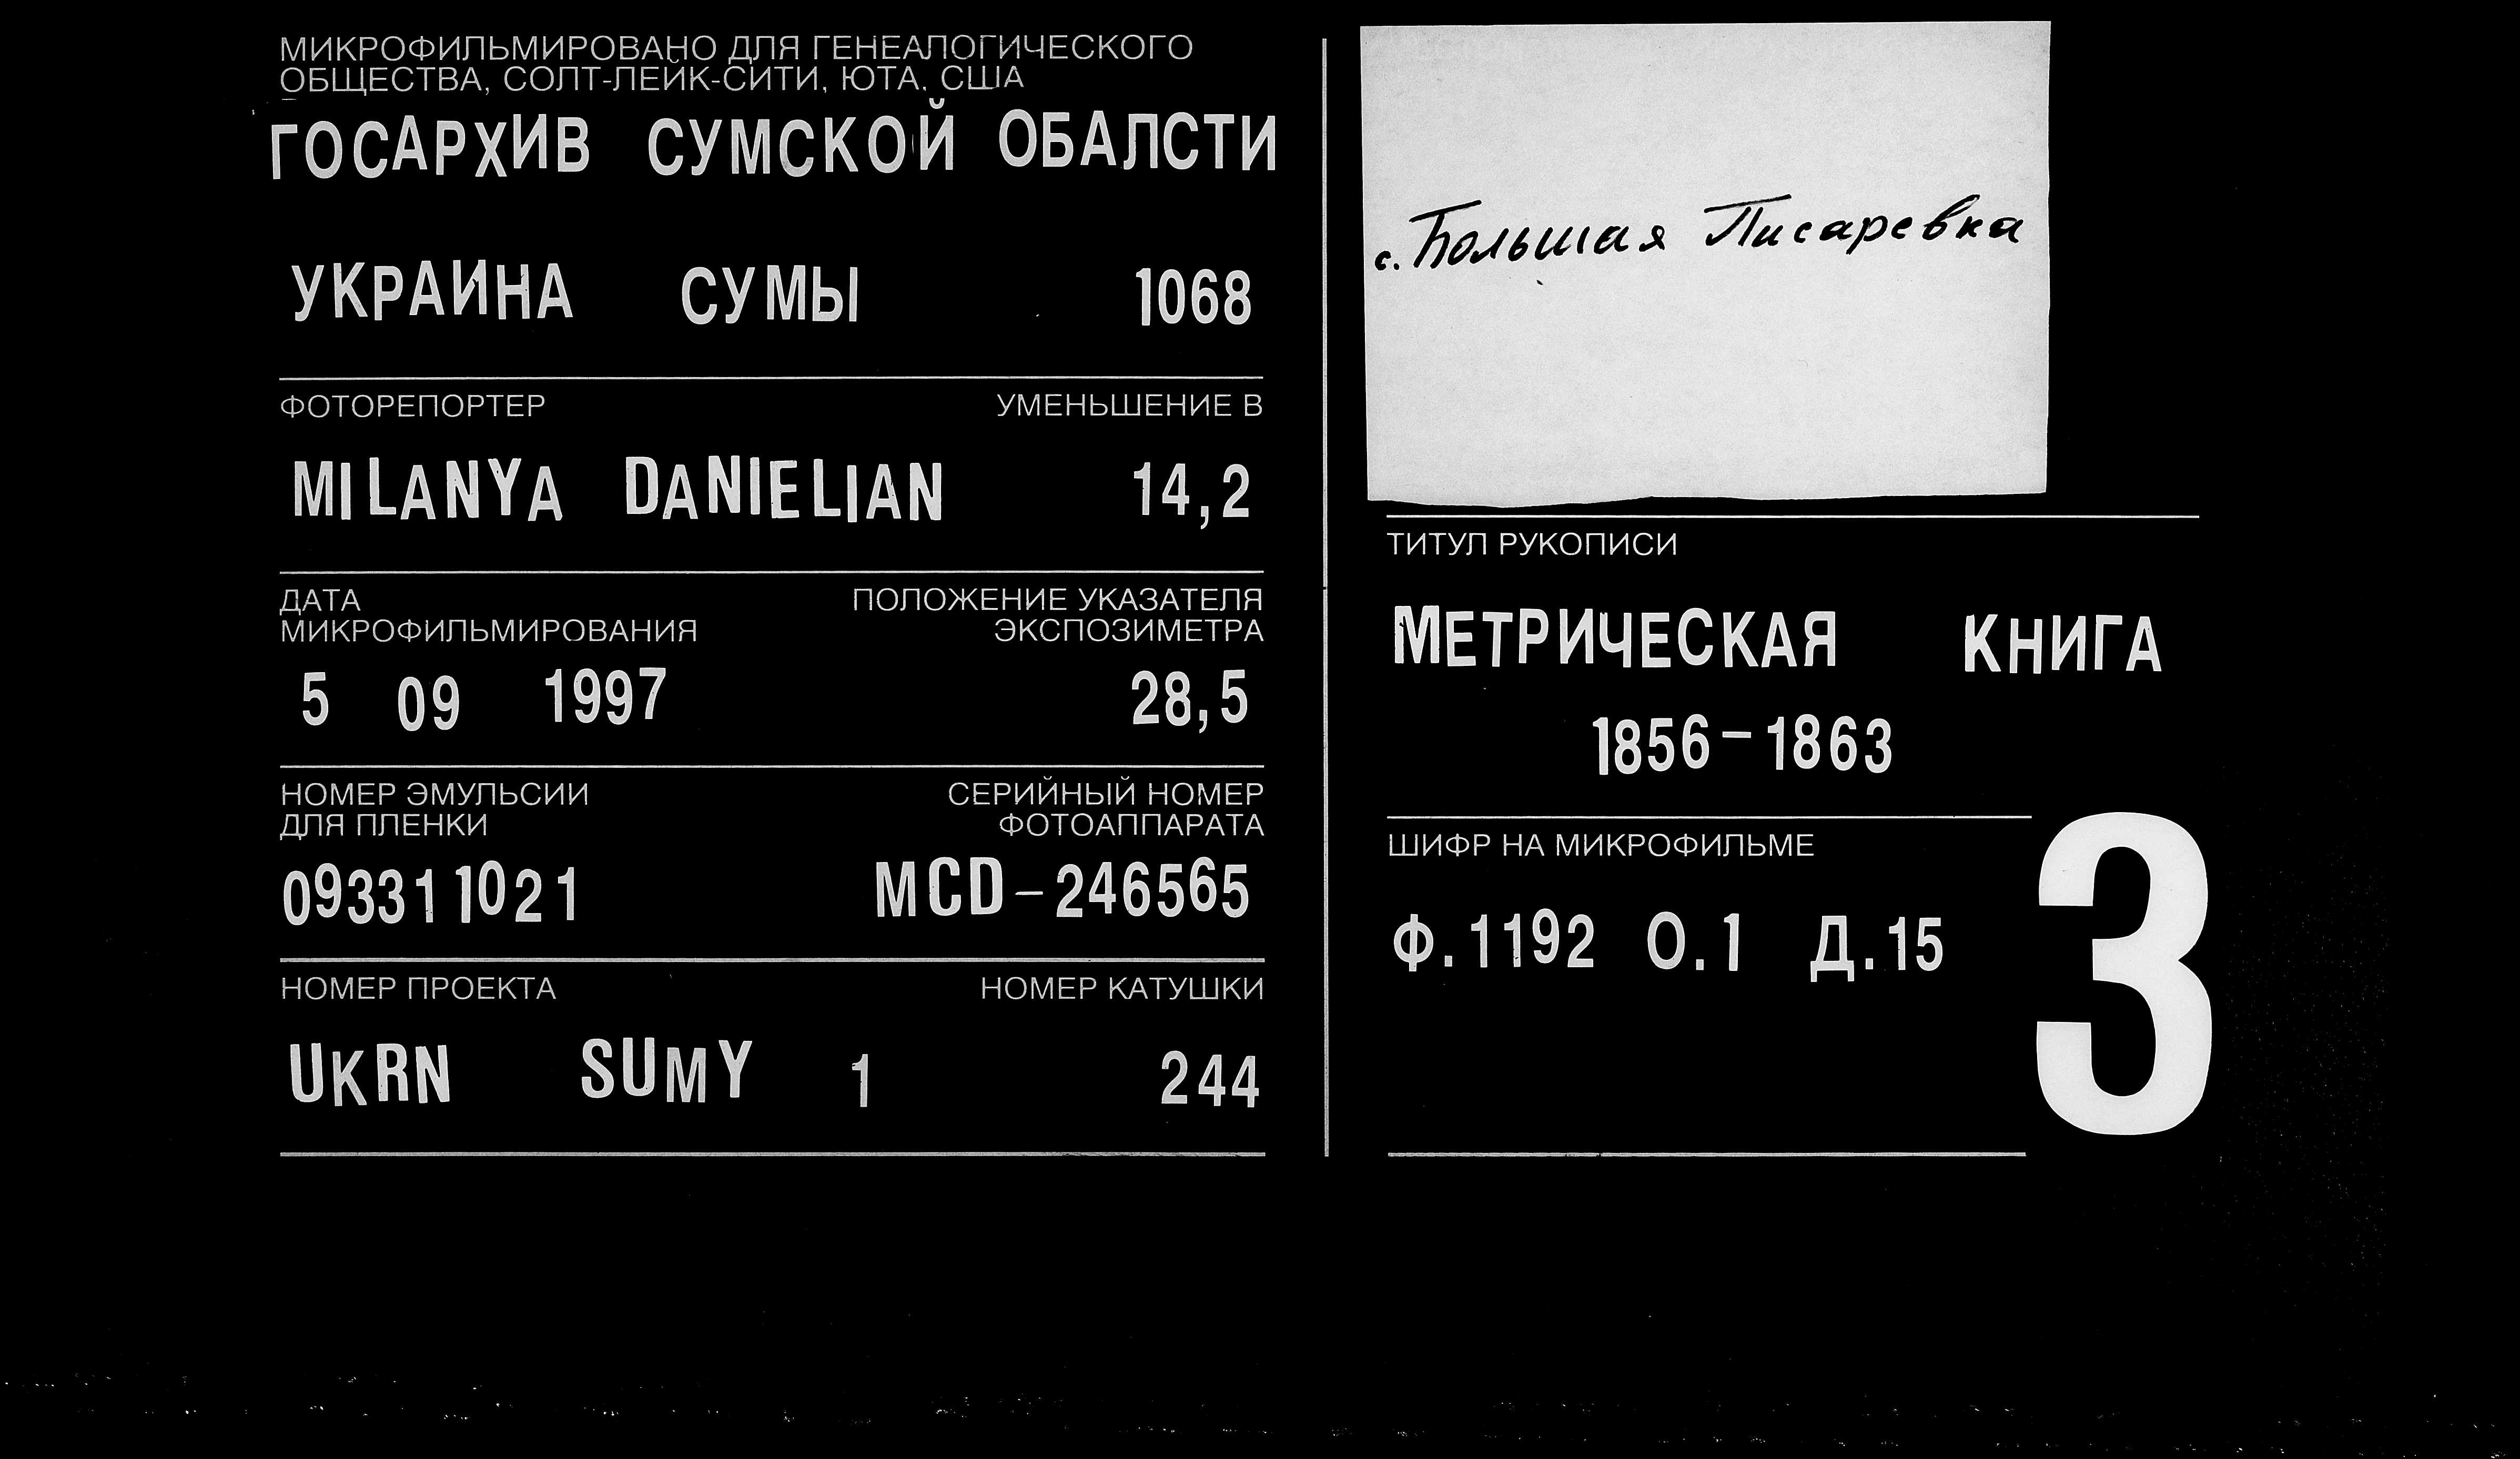 МИКРОФИЛЬМИРОВАНО ДЛЯ ГЕНЕАЛОГИЧЕСКОГО
ОБЩЕСТВА, СОЛТ-ЛЕЙК-СИТИ, ЮТА, США
ГОСАРХИВ СУМСКОЙ ОБАЛСТИ
УКРАИНА СУМЫ 1068
ФОТОРЕПОРТЕР УМЕНЬШЕНИЕ В
MILANYA DANIELIAN 14,2
ДАТА ПОЛОЖЕНИЕ УКАЗАТЕЛЯ
МИКРОФИЛЬМИРОВАНИЯ ЭКСПОЗИМЕТРА
5 09 1997 28,5
НОМЕР ЭМУЛЬСИИ СЕРИЙНЫЙ НОМЕР
ДЛЯ ПЛЕНКИ ФОТОАППАРАТА
093311021 MCD-246565
НОМЕР ПРОЕКТА НОМЕР КАТУШКИ
UKRN SUMY 1 244
с. Большая Писаревка
ТИТУЛ РУКОПИСИ
МЕТРИЧЕСКАЯ КНИГА
1856-1863
ШИФР НА МИКРОФИЛЬМЕ
Ф.1192 О.1 Д.15
3